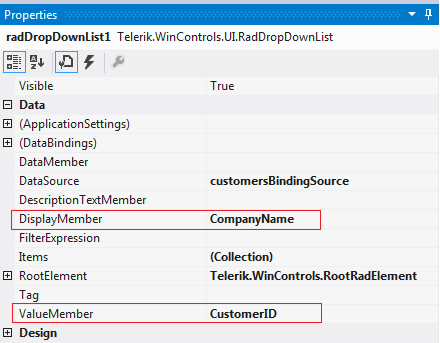 Properties
radDropDownList1 Telerik.WinControls.UI.RadDropDownList
Visible True
Data
(ApplicationSettings)
(DataBindings)
DataMember
DataSource customersBindingSource
DescriptionTextMember
DisplayMember CompanyName
FilterExpression
Items (Collection)
RootElement Telerik.WinControls.RootRadElement
Tag
ValueMember CustomerID
Design